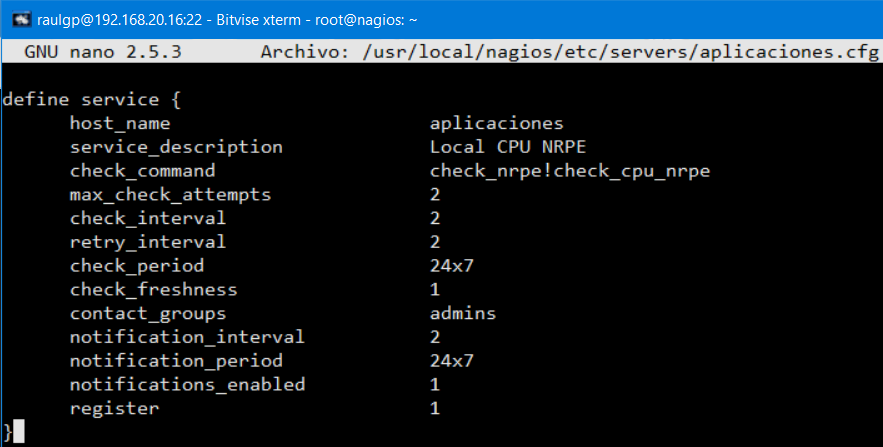 raulgp@192.168.20.16:22 - Bitvise xterm - root@nagios: ~
GNU nano 2.5.3 Archivo: /usr/local/nagios/etc/servers/aplicaciones.cfg
define service {
host_name aplicaciones
service_description Local CPU NRPE
check_command check_nrpe!check_cpu_nrpe
max_check_attempts 2
check_interval 2
retry_interval 2
check_period 24x7
check_freshness 1
contact_groups admins
notification_interval 2
notification_period 24x7
notifications_enabled 1
register 1
}